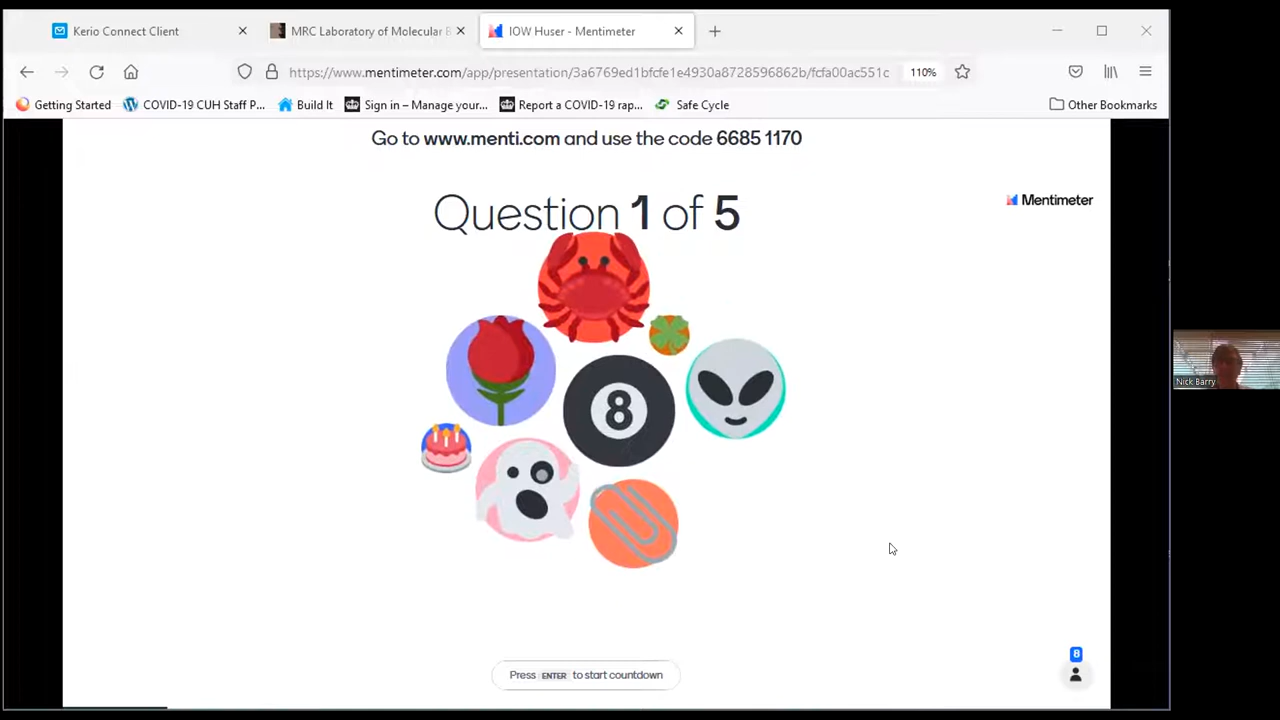 Kerio Connect Client
MRC Laboratory of Molecular B
IOW Huser - Mentimeter
https://www.mentimeter.com/app/presentation/3a6769ed1bfcfe1e4930a8728596862b/fcfa00ac551c
110%
Getting Started
COVID-19 CUH Staff P...
Build It
Sign in – Manage your...
Report a COVID-19 rap...
Safe Cycle
Other Bookmarks
Go to www.menti.com and use the code 6685 1170
Mentimeter
Question 1 of 5
8
Nick Barry
8
Press ENTER to start countdown